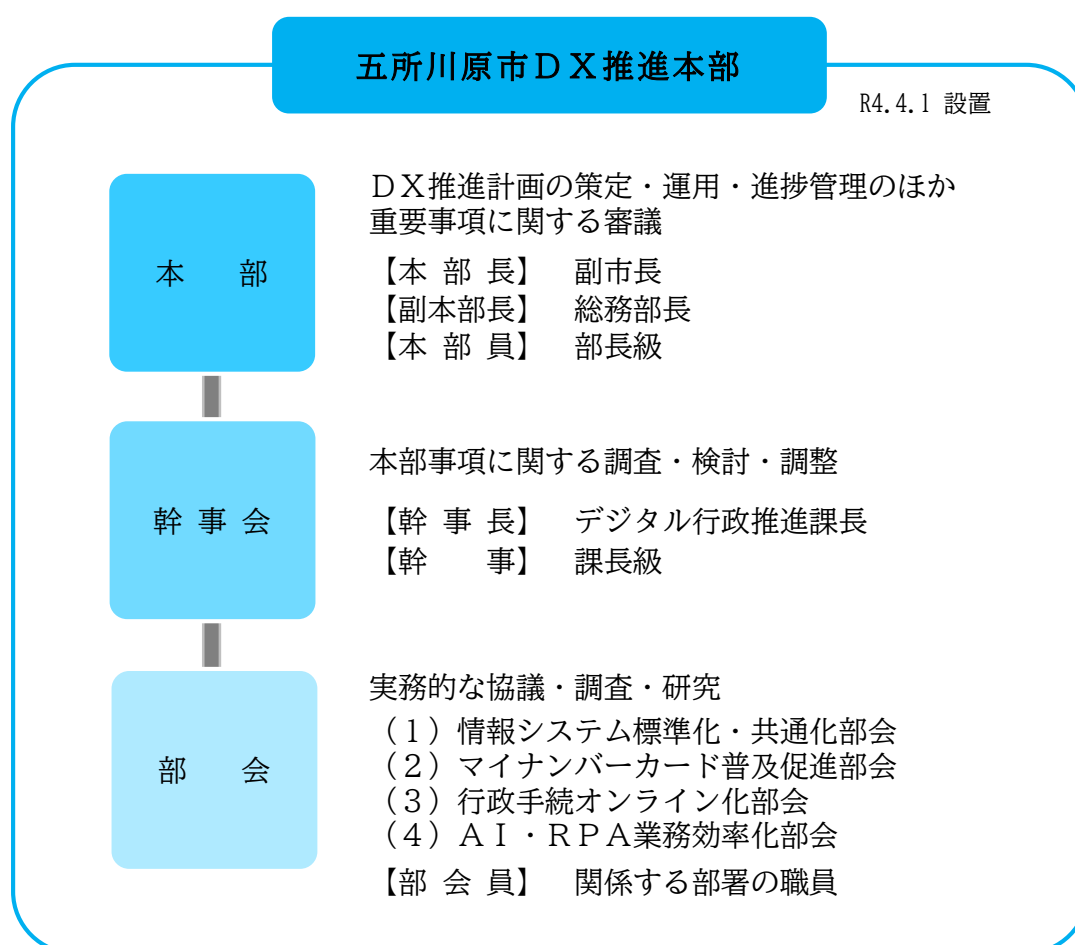 五所川原市ＤＸ推進本部
R4.4.1 設置
本　部
ＤＸ推進計画の策定・運用・進捗管理のほか
重要事項に関する審議
【本 部 長】　副市長
【副本部長】　総務部長
【本 部 員】　部長級
幹 事 会
本部事項に関する調査・検討・調整
【幹 事 長】　デジタル行政推進課長
【幹　　事】　課長級
部　会
実務的な協議・調査・研究
（１）情報システム標準化・共通化部会
（２）マイナンバーカード普及促進部会
（３）行政手続オンライン化部会
（４）ＡＩ・ＲＰＡ業務効率化部会
【部 会 員】　関係する部署の職員